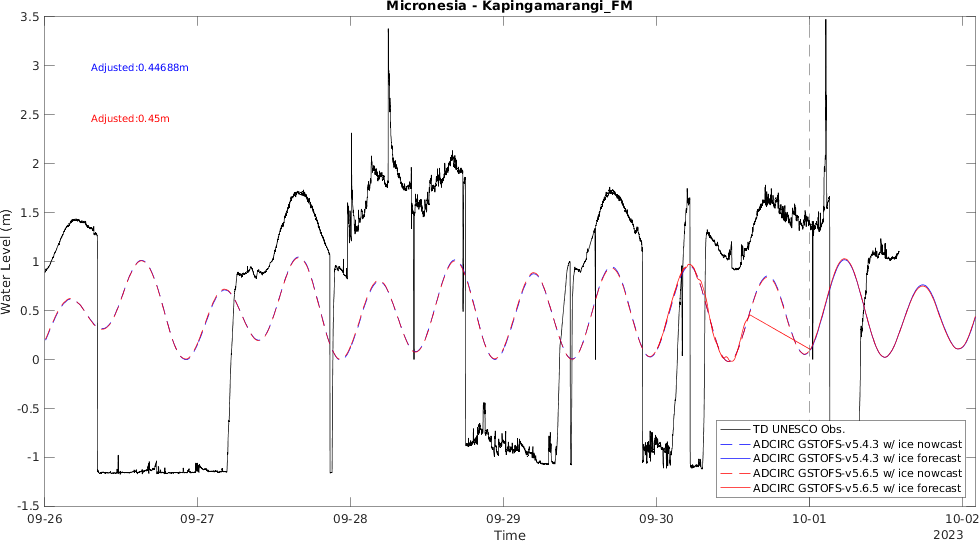 Micronesia - Kapingamarangi_FM
3.5
3
2.5
2
1.5
1
0.5
0
-0.5
-1
-1.5
Water Level (m)
Adjusted:0.44688m
Adjusted:0.45m
TD UNESCO Obs.
ADCIRC GSTOFS-v5.4.3 w/ ice nowcast
ADCIRC GSTOFS-v5.4.3 w/ ice forecast
ADCIRC GSTOFS-v5.6.5 w/ ice nowcast
ADCIRC GSTOFS-v5.6.5 w/ ice forecast
09-26 09-27 09-28 09-29 09-30 10-01 10-02
Time
2023